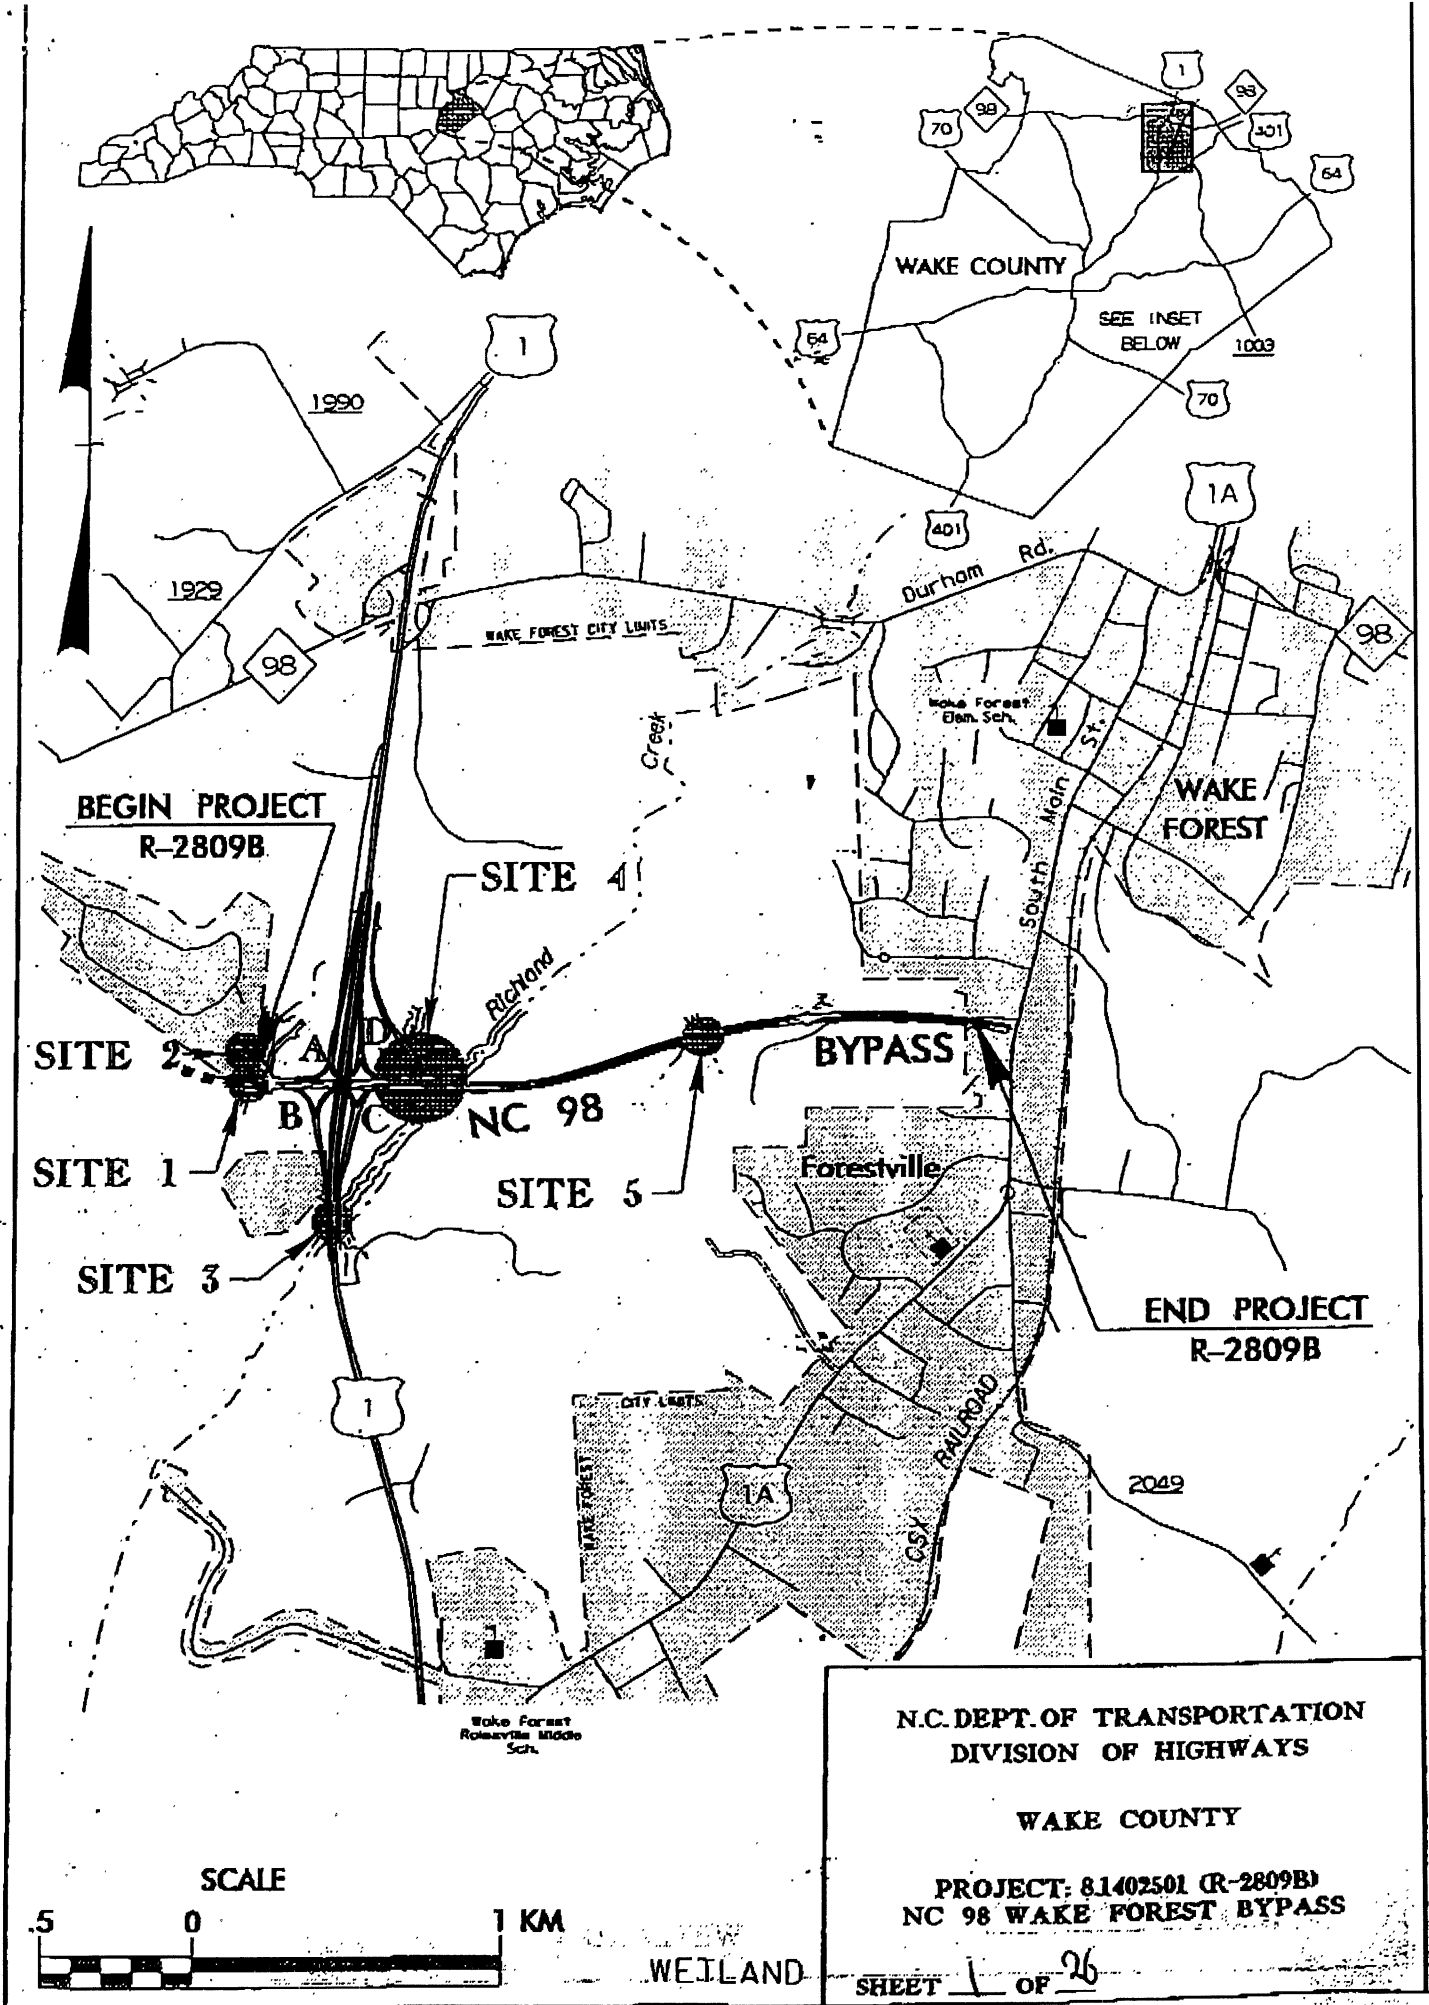 1
98
98
70
401
64
WAKE COUNTY
SEE INSET
BELOW
1003
64
70
401
1
1990
1A
Durham Rd.
1929
WAKE FOREST CITY LIMITS
98
98
Wake Forest
Elem. Sch.
Creek
South Main St.
WAKE
FOREST
BEGIN PROJECT
R-2809B
SITE 4
Richland
SITE 2
A
D
BYPASS
B
C
NC 98
SITE 1
SITE 5
Forestville
SITE 3
END PROJECT
R-2809B
1
CITY LIMITS
WAKE FOREST
1A
CSX RAILROAD
2049
Wake Forest
Rolesville Middle
Sch.
N.C. DEPT. OF TRANSPORTATION
DIVISION OF HIGHWAYS
WAKE COUNTY
PROJECT: 8.1402501 (R-2809B)
NC 98 WAKE FOREST BYPASS
SHEET 1 OF 26
SCALE
.5 0 1 KM
WETLAND